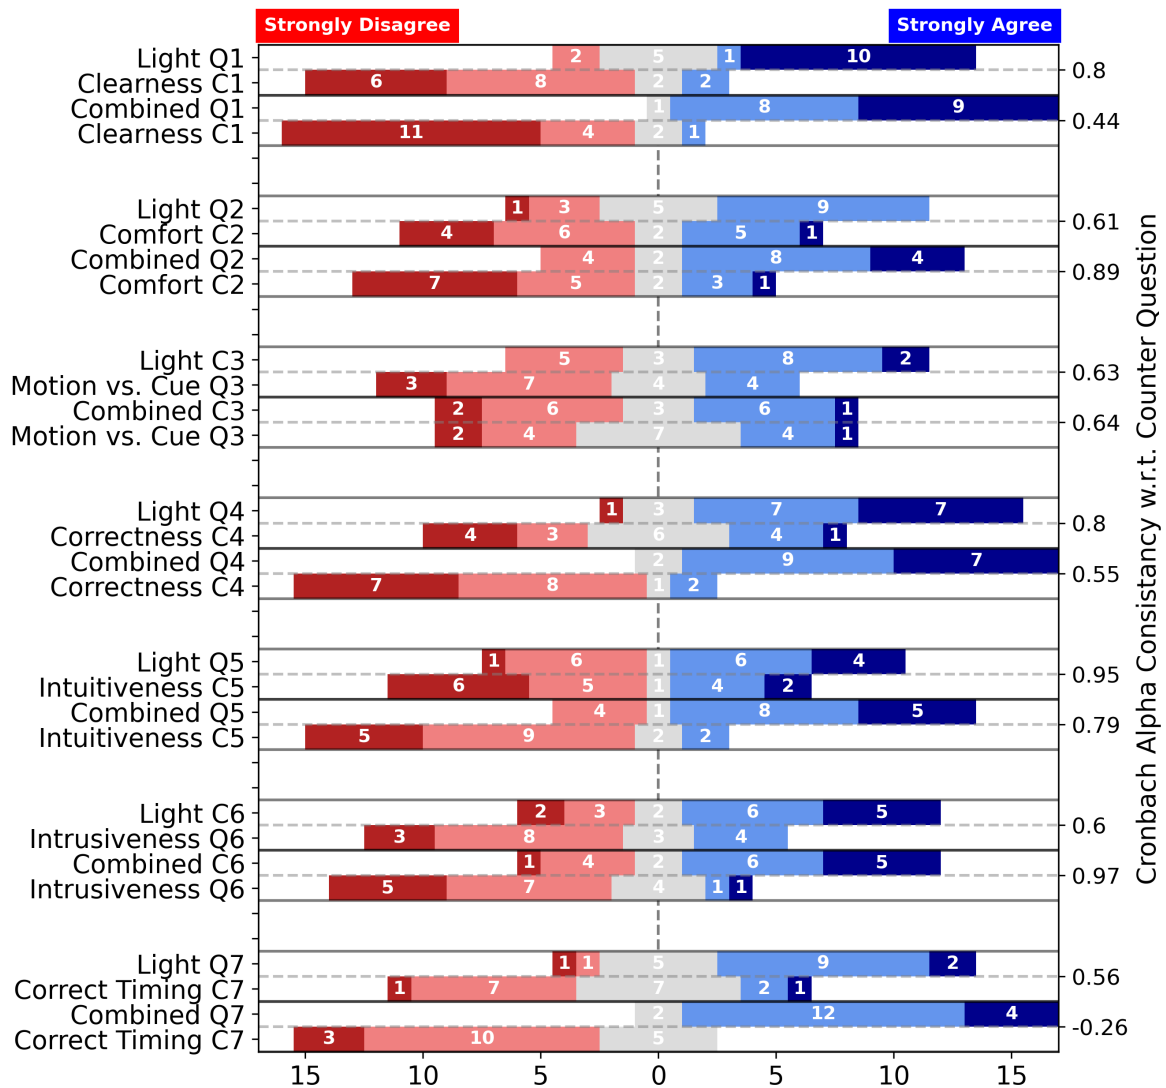 Strongly Disagree
Strongly Agree
Light Q1 2 5 1 10
0.8
Clearness C1 6 8 2 2
Combined Q1 1 8 9
0.44
Clearness C1 11 4 2 1
Light Q2 1 3 5 9
0.61
Comfort C2 4 6 2 5 1
Combined Q2 4 2 8 4
0.89
Comfort C2 7 5 2 3 1
Light C3 5 3 8 2
0.63
Motion vs. Cue Q3 3 7 4 4
Combined C3 2 6 3 6 1
0.64
Motion vs. Cue Q3 2 4 7 4 1
Light Q4 1 3 7 7
0.8
Correctness C4 4 3 6 4 1
Combined Q4 2 9 7
0.55
Correctness C4 7 8 1 2
Light Q5 1 6 1 6 4
0.95
Intuitiveness C5 6 5 1 4 2
Combined Q5 4 1 8 5
0.79
Intuitiveness C5 5 9 2 2
Light C6 2 3 2 6 5
0.6
Intrusiveness Q6 3 8 3 4
Combined C6 1 4 2 6 5
0.97
Intrusiveness Q6 5 7 4 1 1
Light Q7 1 1 5 9 2
0.56
Correct Timing C7 1 7 7 2 1
Combined Q7 2 12 4
-0.26
Correct Timing C7 3 10 5
15 10 5 0 5 10 15
Cronbach Alpha Consistancy w.r.t. Counter Question